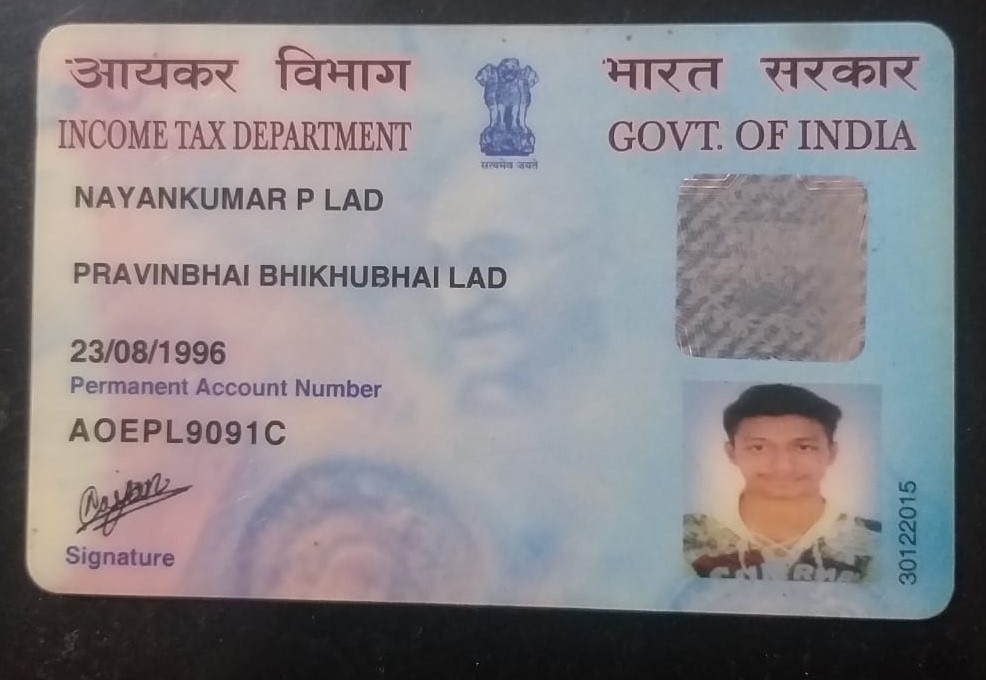 आयकर विभाग
INCOME TAX DEPARTMENT
सत्यमेव जयते
भारत सरकार
GOVT. OF INDIA
NAYANKUMAR P LAD
PRAVINBHAI BHIKHUBHAI LAD
23/08/1996
Permanent Account Number
AOEPL9091C
Nayan
Signature
30122015